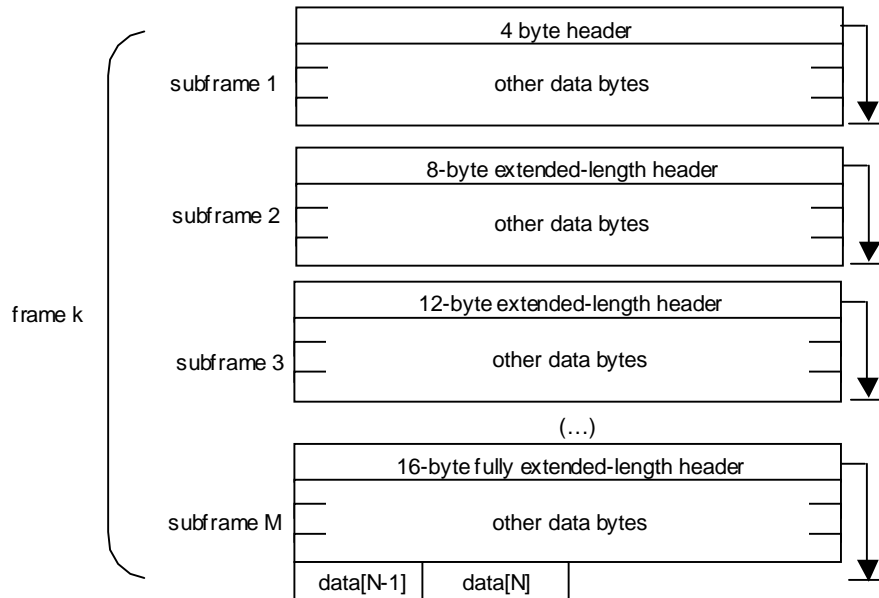 4 byte header
subframe 1
other data bytes
8-byte extended-length header
subframe 2
other data bytes
frame k
12-byte extended-length header
subframe 3
other data bytes
(...)
16-byte fully extended-length header
subframe M
other data bytes
data[N-1]
data[N]